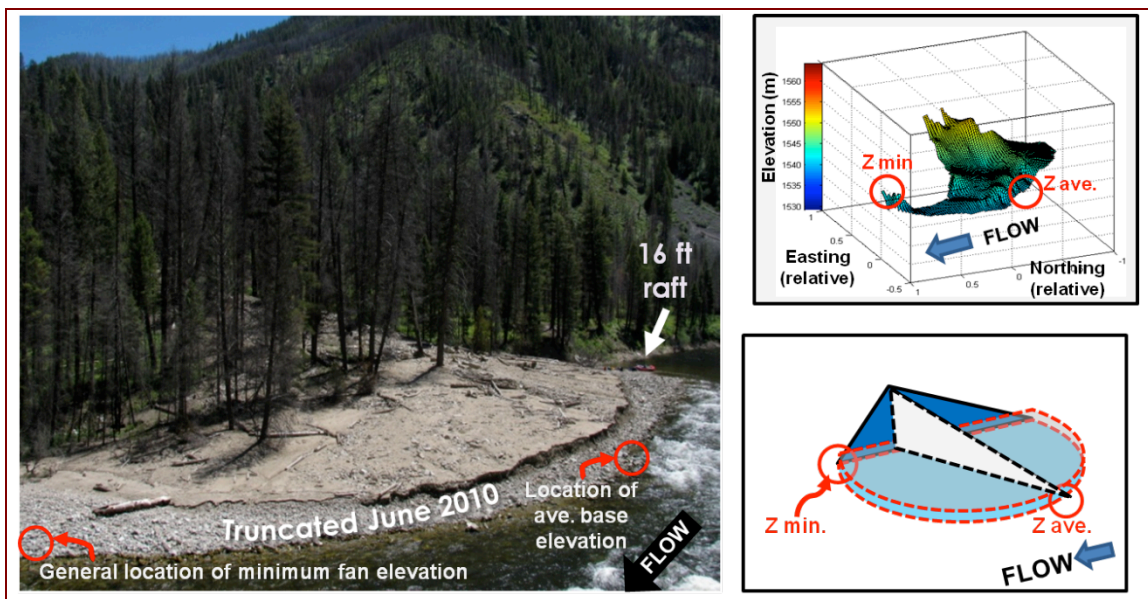 16 ft
raft
Location of
ave. base
elevation
Truncated June 2010
FLOW
General location of minimum fan elevation
Elevation (m)
1560
1555
1550
1545
1540
1535
1530
Z min
Z ave.
FLOW
1
0.5
0
-0.5
Easting
(relative)
1
0.5
0
-1
Northing
(relative)
Z min.
Z ave.
FLOW